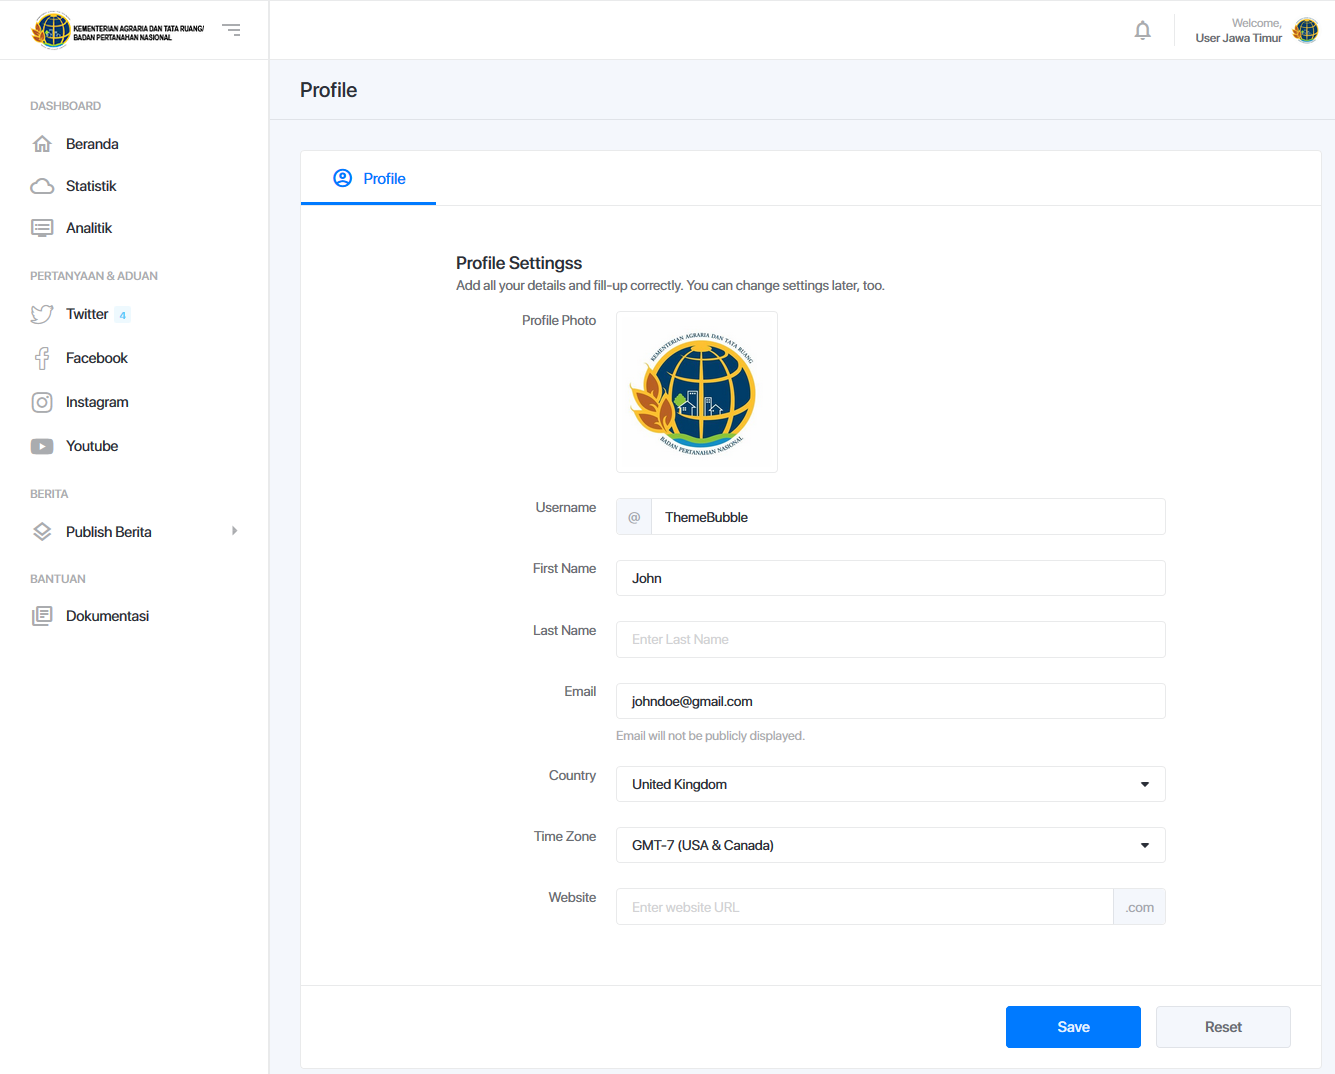 KEMENTERIAN AGRARIA DAN TATA RUANG/
BADAN PERTANAHAN NASIONAL
Welcome,
User Jawa Timur
DASHBOARD
Beranda
Statistik
Analitik
PERTANYAAN & ADUAN
Twitter 4
Facebook
Instagram
Youtube
BERITA
Publish Berita
BANTUAN
Dokumentasi
Profile
Profile
Profile Settingss
Add all your details and fill-up correctly. You can change settings later, too.
Profile Photo
KEMENTERIAN AGRARIA DAN TATA RUANG
BADAN PERTANAHAN NASIONAL
Username
@ ThemeBubble
First Name
John
Last Name
Enter Last Name
Email
johndoe@gmail.com
Email will not be publicly displayed.
Country
United Kingdom
Time Zone
GMT-7 (USA & Canada)
Website
Enter website URL .com
Save Reset